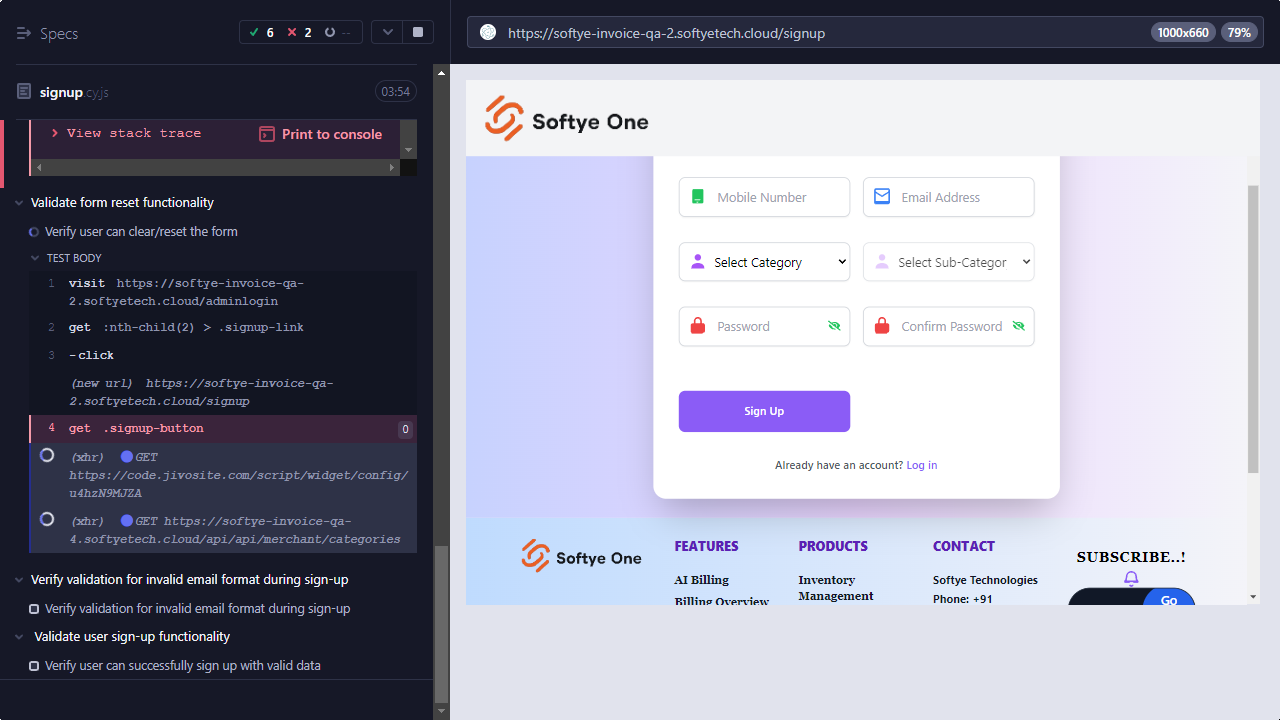 Specs
6
2
--
signup.cy.js
03:54
View stack trace
Print to console
Validate form reset functionality
Verify user can clear/reset the form
TEST BODY
1 visit https://softye-invoice-qa-
2.softyetech.cloud/adminlogin
2 get :nth-child(2) > .signup-link
3 -click
(new url) https://softye-invoice-qa-
2.softyetech.cloud/signup
4 get .signup-button 0
(xhr) GET
https://code.jivosite.com/script/widget/config/
u4hzN9MJZA
(xhr) GET https://softye-invoice-qa-
4.softyetech.cloud/api/api/merchant/categories
Verify validation for invalid email format during sign-up
Verify validation for invalid email format during sign-up
Validate user sign-up functionality
Verify user can successfully sign up with valid data
https://softye-invoice-qa-2.softyetech.cloud/signup
1000x660
79%
Softye One
Mobile Number
Email Address
Select Category
Select Sub-Categor
Password
Confirm Password
Sign Up
Already have an account? Log in
Softye One
FEATURES
AI Billing
Billing Overview
PRODUCTS
Inventory
Management
CONTACT
Softye Technologies
Phone: +91
SUBSCRIBE..!
Go